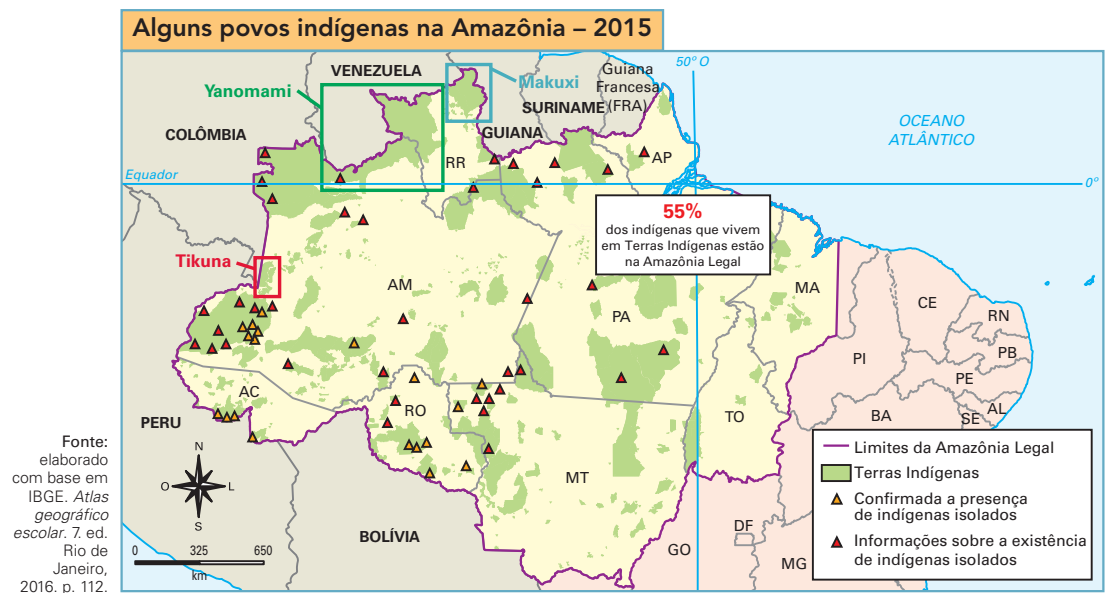 Alguns povos indígenas na Amazônia – 2015
VENEZUELA
Guiana
Francesa
(FRA)
50° O
Yanomami
Makuxi
SURINAME
COLÔMBIA
GUIANA
OCEANO
ATLÂNTICO
RR
AP
Equador
0°
55%
dos indígenas que vivem
em Terras Indígenas estão
na Amazônia Legal
Tikuna
AM
MA
PA
CE
RN
PI
PB
PE
AC
RO
TO
BA
SE
AL
PERU
MT
BOLÍVIA
DF
GO
MG
N
O
L
S
0 325 650
km
Limites da Amazônia Legal
Terras Indígenas
Confirmada a presença
de indígenas isolados
Informações sobre a existência
de indígenas isolados
Fonte:
elaborado
com base em
IBGE. Atlas
geográfico
escolar. 7. ed.
Rio de
Janeiro,
2016. p. 112.